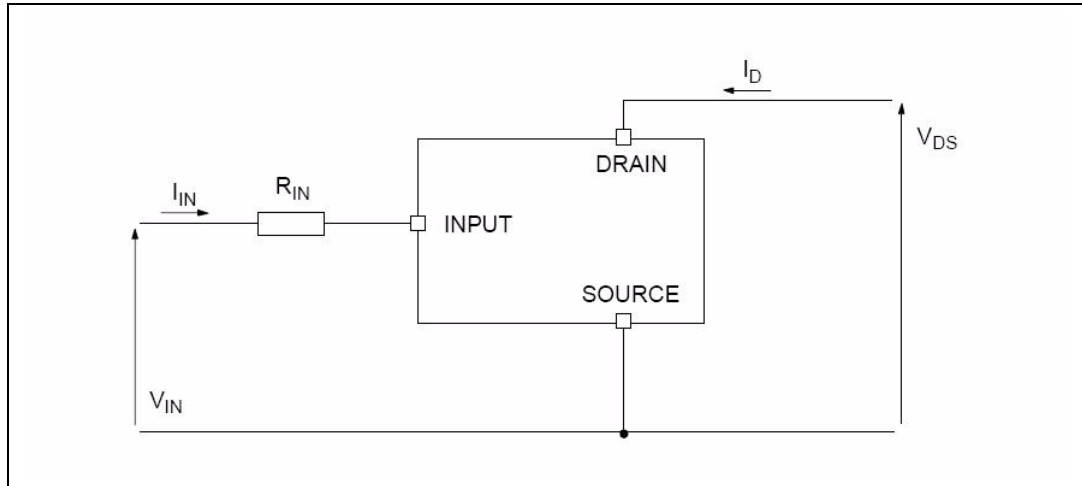 I_D
DRAIN
V_DS
I_IN
R_IN
INPUT
SOURCE
V_IN